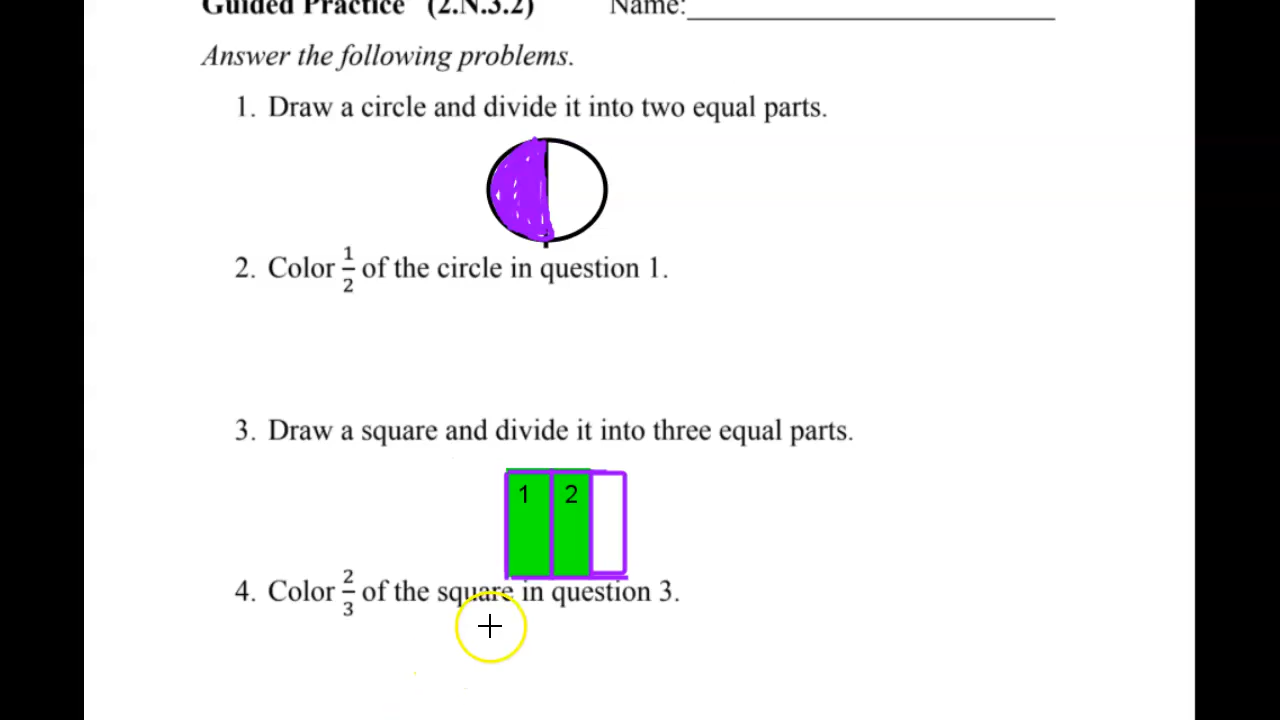 Guided Practice (2.N.3.2) Name:
Answer the following problems.
1. Draw a circle and divide it into two equal parts.
2. Color 1/2 of the circle in question 1.
3. Draw a square and divide it into three equal parts.
1 2
4. Color 2/3 of the square in question 3.